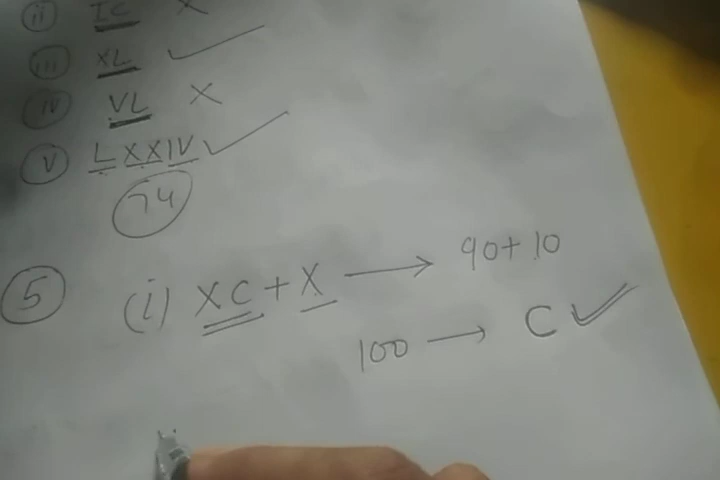 (ii) IC ×
(iii) XL ✓
(iv) VL ×
(v) LXXIV ✓
74
5 (i) XC + X → 90 + 10
100 → C ✓